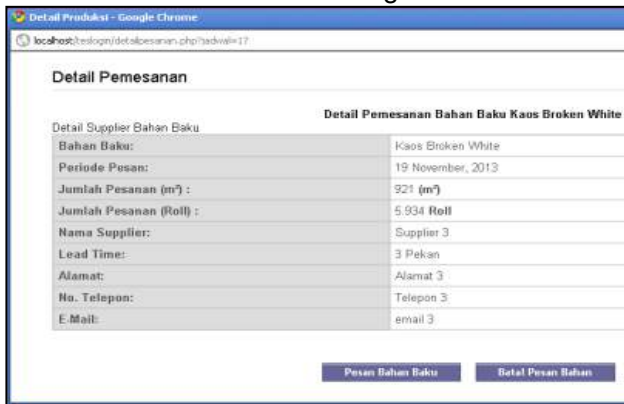 Detail Produksi - Google Chrome
localhost/teslogin/detailpesanan.php?jadwal=17
Detail Pemesanan
Detail Pemesanan Bahan Baku Kaos Broken White
Detail Supplier Bahan Baku
Bahan Baku: Kaos Broken White
Periode Pesan: 19 November, 2013
Jumlah Pesanan (m²) : 921 (m²)
Jumlah Pesanan (Roll) : 5.934 Roll
Nama Supplier: Supplier 3
Lead Time: 3 Pekan
Alamat: Alamat 3
No. Telepon: Telepon 3
E-Mail: email 3
Pesan Bahan Baku Batal Pesan Bahan